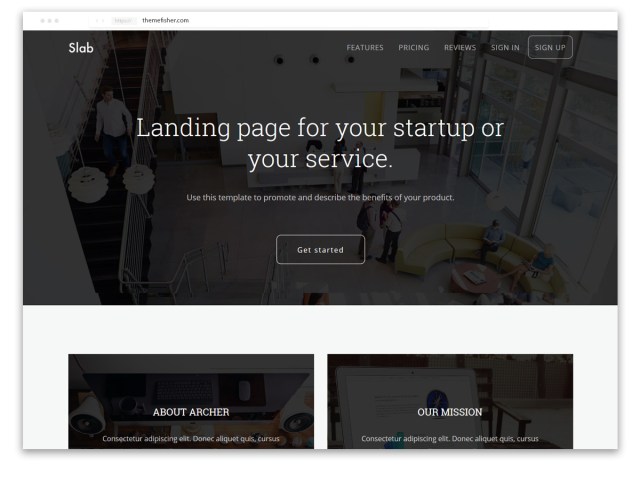 themefisher.com
Slab
FEATURES PRICING REVIEWS SIGN IN SIGN UP
Landing page for your startup or
your service.
Use this template to promote and describe the benefits of your product.
Get started
ABOUT ARCHER
Consectetur adipiscing elit. Donec aliquet quis, cursus
OUR MISSION
Consectetur adipiscing elit. Donec aliquet quis, cursus